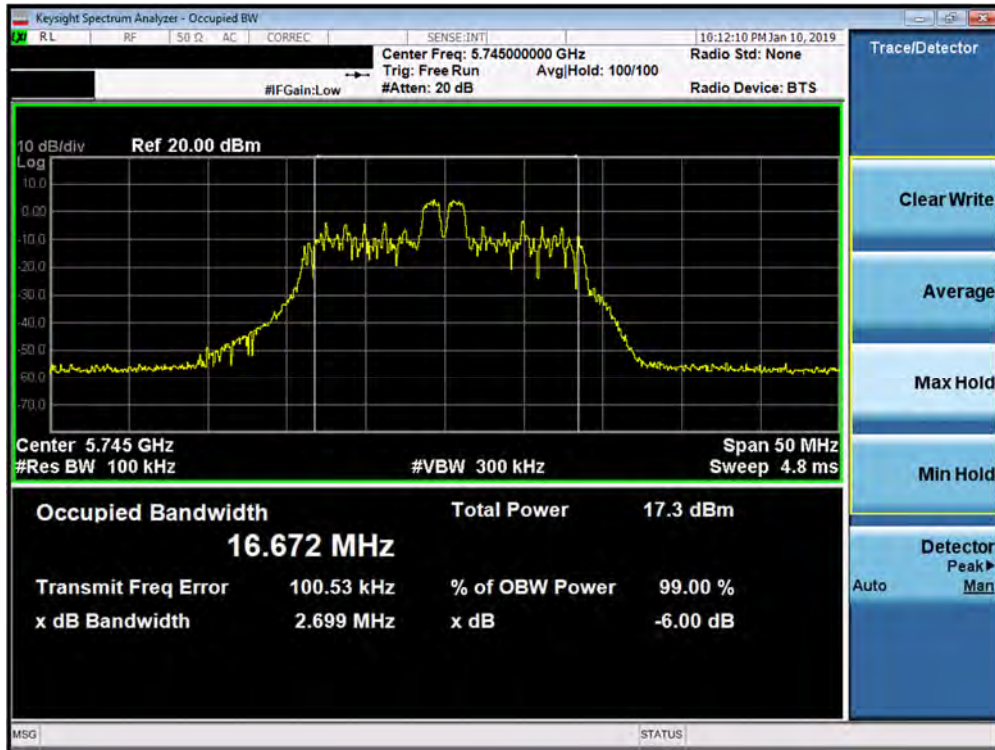 Keysight Spectrum Analyzer - Occupied BW
LXI RL RF 50 Ω AC CORREC SENSE:INT 10:12:10 PM Jan 10, 2019
Center Freq: 5.745000000 GHz Radio Std: None
Trig: Free Run Avg|Hold: 100/100
#IFGain:Low #Atten: 20 dB Radio Device: BTS
10 dB/div Ref 20.00 dBm
Log
10.0
0.00
-10.0
-20.0
-30.0
-40.0
-50.0
-60.0
-70.0
Center 5.745 GHz Span 50 MHz
#Res BW 100 kHz #VBW 300 kHz Sweep 4.8 ms
Occupied Bandwidth Total Power 17.3 dBm
16.672 MHz
Transmit Freq Error 100.53 kHz % of OBW Power 99.00 %
x dB Bandwidth 2.699 MHz x dB -6.00 dB
MSG STATUS
Trace/Detector
Clear Write
Average
Max Hold
Min Hold
Detector
Peak▶
Auto Man